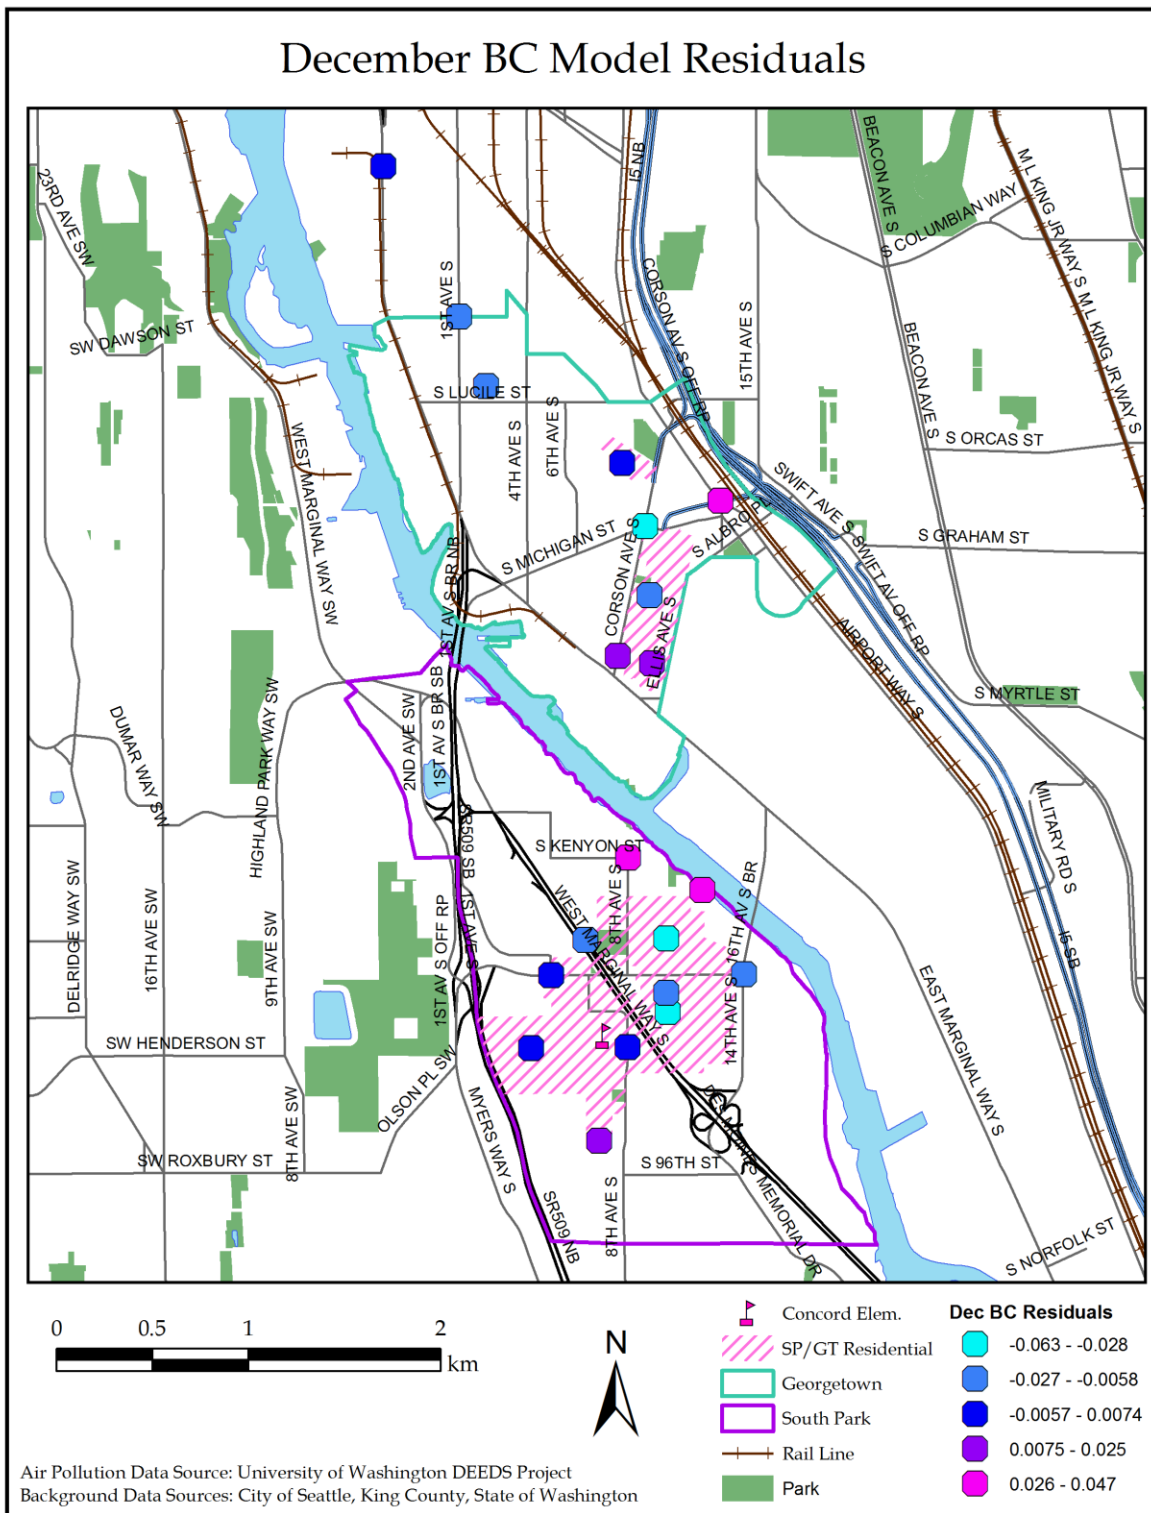 December BC Model Residuals
23RD AVE SW
I5 NB
BEACON AVE S
M L KING JR WAY S
M L KING JR WAY S
S COLUMBIAN WAY
CORSON AV S OFF RP
1ST AVE S
15TH AVE S
SW DAWSON ST
BEACON AVE S
S LUCILE ST
6TH AVE S
4TH AVE S
S ORCAS ST
WEST MARGINAL WAY SW
SWIFT AVE S
S MICHIGAN ST
S ALBRO PL
S GRAHAM ST
SWIFT AV OFF RP
CORSON AVE S
1ST AV S BR NB
ELLIS AVE S
AIRPORT WAY S
S MYRTLE ST
1ST AV S BR SB
2ND AVE SW
HIGHLAND PARK WAY SW
DUMAR WAY SW
MILITARY RD S
SR509 SB
S KENYON ST
DELRIDGE WAY SW
16TH AVE SW
9TH AVE SW
1ST AV S OFF RP
1ST AVE S
WEST MARGINAL WAY S
8TH AVE S
16TH AV S BR
I5 SB
EAST MARGINAL WAY S
14TH AVE S
SW HENDERSON ST
OLSON PL SW
8TH AVE SW
MYERS WAY S
DES MOINES MEMORIAL DR
SW ROXBURY ST
S 96TH ST
8TH AVE S
SR509 NB
S NORFOLK ST
0 0.5 1 2
km
N
Concord Elem.
SP/GT Residential
Georgetown
South Park
Rail Line
Park
Dec BC Residuals
-0.063 - -0.028
-0.027 - -0.0058
-0.0057 - 0.0074
0.0075 - 0.025
0.026 - 0.047
Air Pollution Data Source: University of Washington DEEDS Project
Background Data Sources: City of Seattle, King County, State of Washington